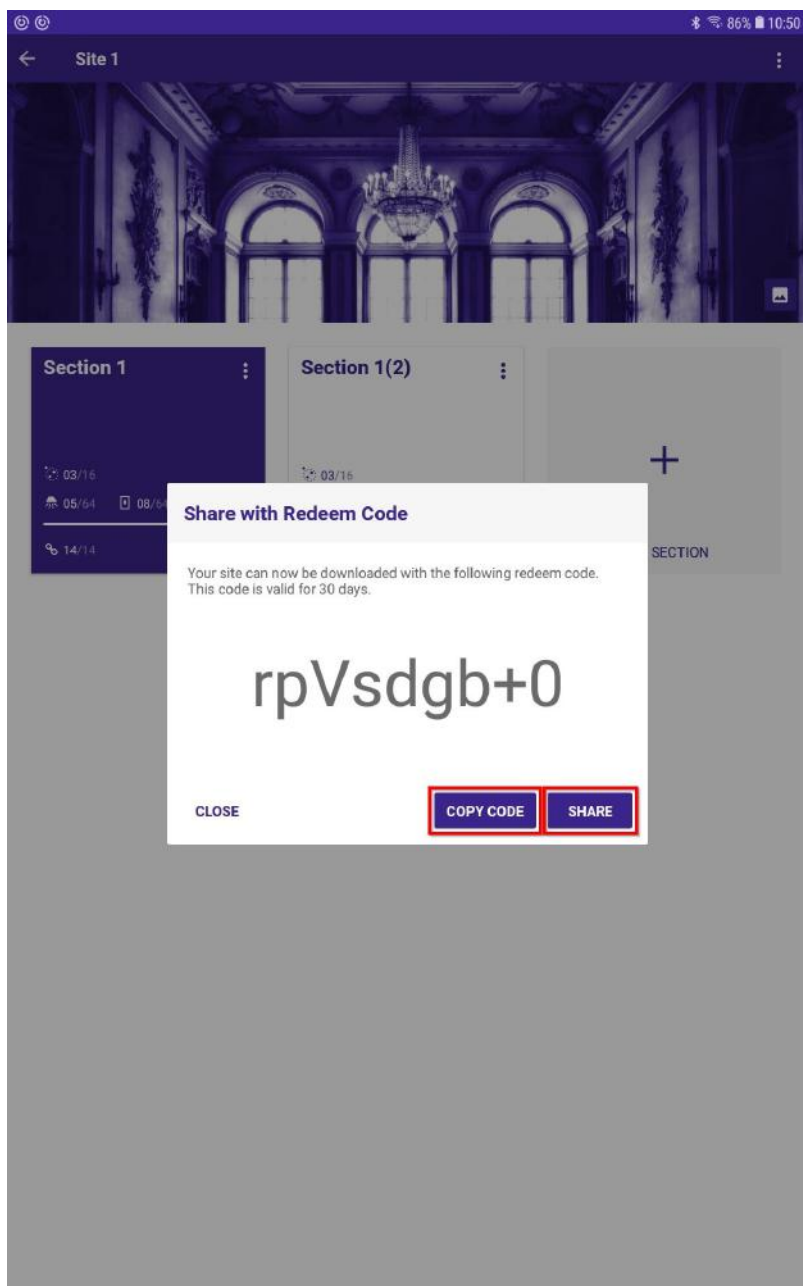 86% 10:50
Site 1
Section 1
Section 1(2)
03/16
03/16
05/64 08/64
14/14
SECTION
Share with Redeem Code
Your site can now be downloaded with the following redeem code.
This code is valid for 30 days.
rpVsdgb+0
CLOSE COPY CODE SHARE